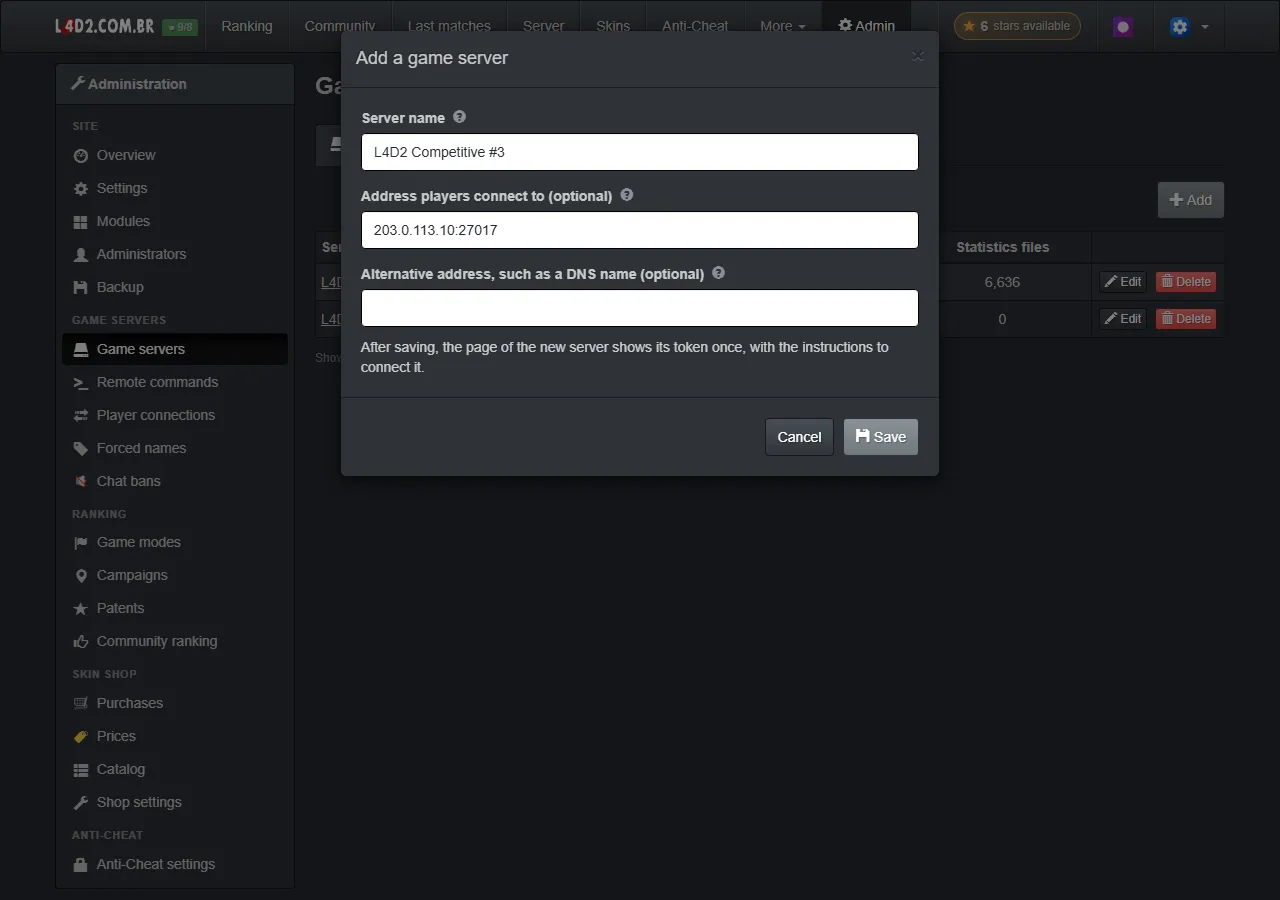 L4D2.COM.BR 9/8 Ranking Community Last matches Server Skins Anti-Cheat More Admin 6 stars available
Administration
SITE
Overview
Settings
Modules
Administrators
Backup
GAME SERVERS
Game servers
Remote commands
Player connections
Forced names
Chat bans
RANKING
Game modes
Campaigns
Patents
Community ranking
SKIN SHOP
Purchases
Prices
Catalog
Shop settings
ANTI-CHEAT
Anti-Cheat settings
Add a game server
×
Server name
L4D2 Competitive #3
Address players connect to (optional)
203.0.113.10:27017
Alternative address, such as a DNS name (optional)
After saving, the page of the new server shows its token once, with the instructions to
connect it.
Cancel Save
Add
Statistics files
6,636 Edit Delete
0 Edit Delete